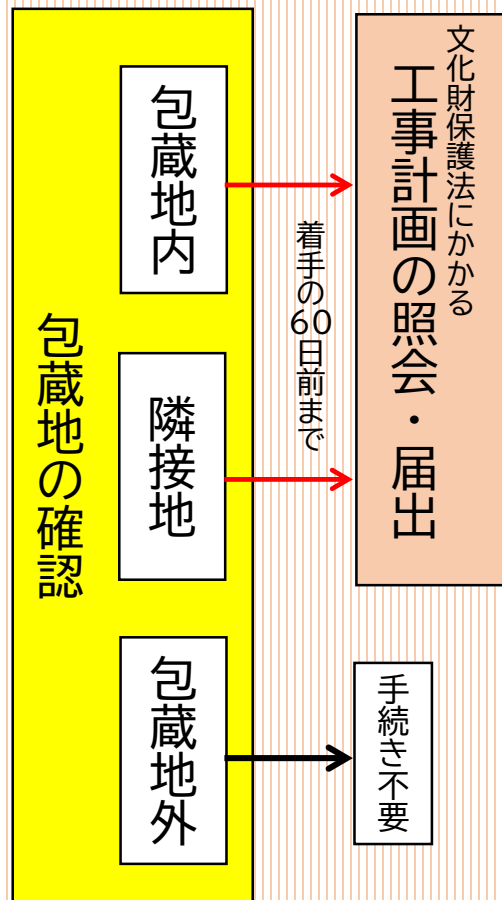 包蔵地の確認
包蔵地内
隣接地
包蔵地外
着手の60日前まで
文化財保護法にかかる
工事計画の照会・届出
手続き不要